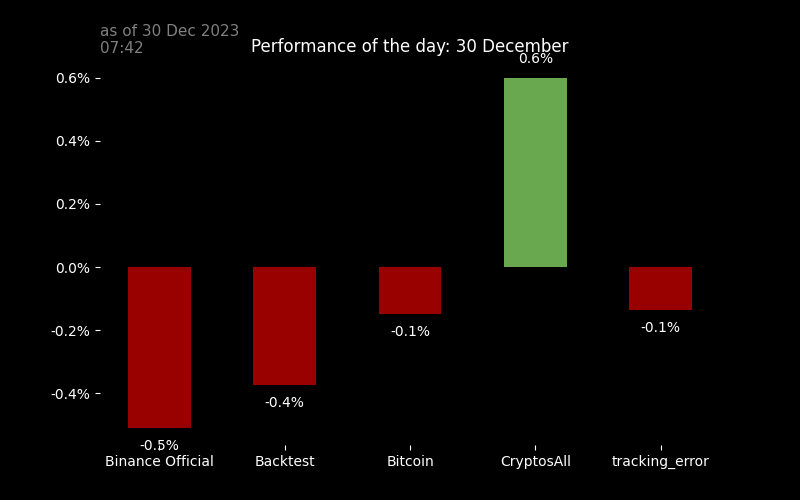 as of 30 Dec 2023
07:42
Performance of the day: 30 December
0.6%
0.6%
0.4%
0.2%
0.0%
-0.2%
-0.4%
-0.1%
-0.1%
-0.4%
-0.5%
Binance Official
Backtest
Bitcoin
CryptosAll
tracking_error